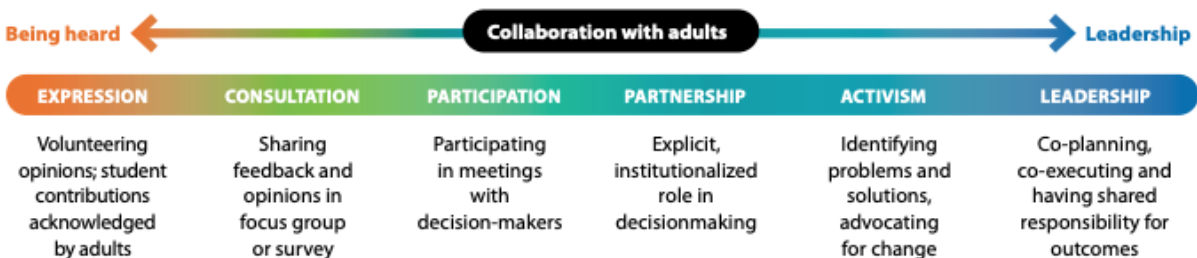 Being heard
Collaboration with adults
Leadership
EXPRESSION
CONSULTATION
PARTICIPATION
PARTNERSHIP
ACTIVISM
LEADERSHIP
Volunteering
opinions; student
contributions
acknowledged
by adults
Sharing
feedback and
opinions in
focus group
or survey
Participating
in meetings
with
decision-makers
Explicit,
institutionalized
role in
decisionmaking
Identifying
problems and
solutions,
advocating
for change
Co-planning,
co-executing and
having shared
responsibility for
outcomes